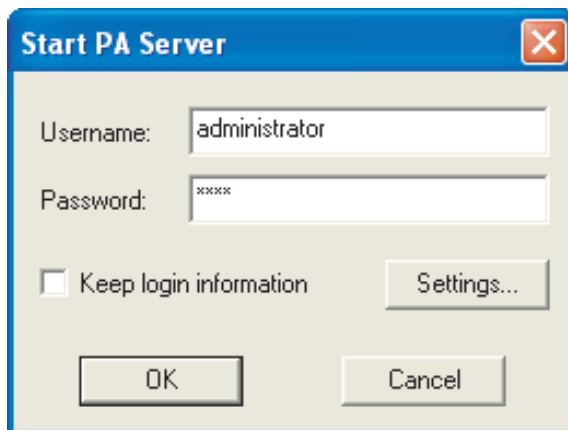 Start PA Server
Username: administrator
Password: ****
Keep login information Settings...
OK Cancel